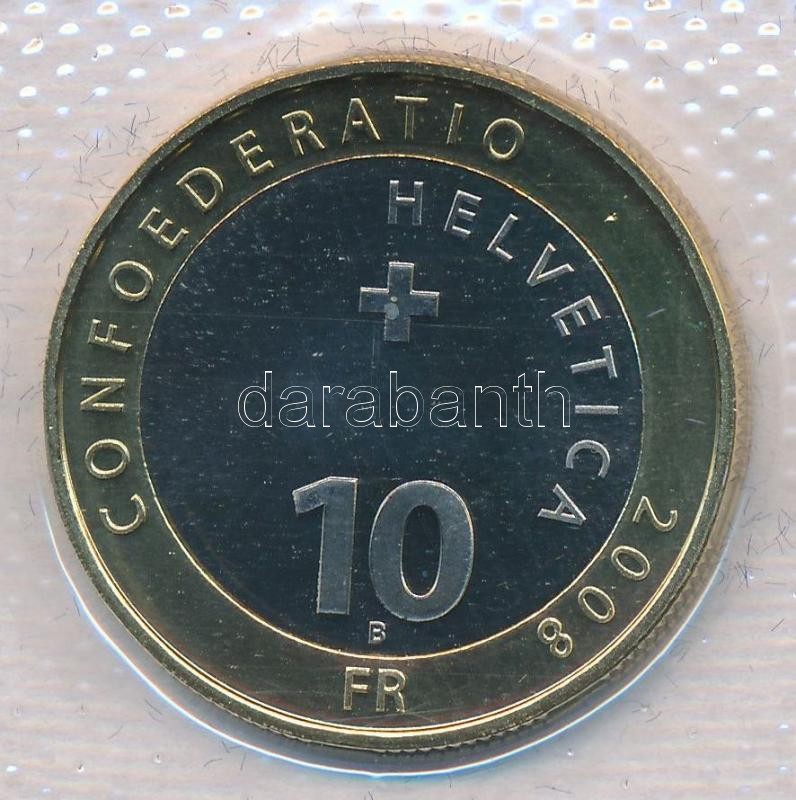 CONFOEDERATIO
HELVETICA
darabanth
10
B
FR
2008